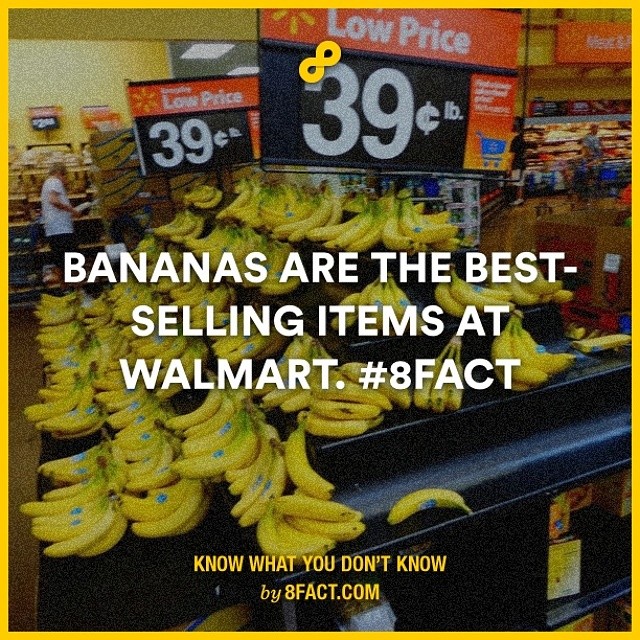 Low Price
39¢ lb.
Low Price
39¢
BANANAS ARE THE BEST-
SELLING ITEMS AT
WALMART. #8FACT
KNOW WHAT YOU DON'T KNOW
by 8FACT.COM